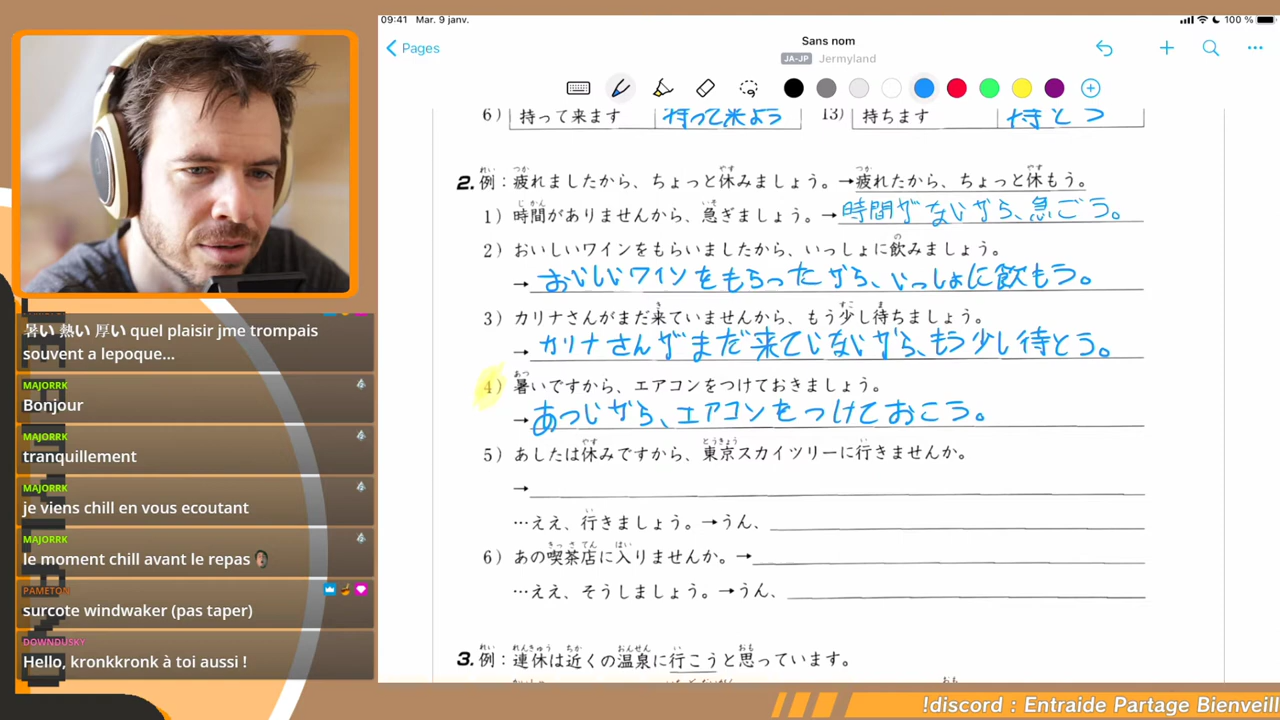 09:41 Mar. 9 janv.
100 %
Pages
Sans nom
JA-JP Jermyland
6) 持って来ます 持って来よう 13) 持ちます 待とう
2. 例：疲れましたから、ちょっと休みましょう。→疲れたから、ちょっと休もう。
1) 時間がありませんから、急ぎましょう。→時間がないから、急ごう。
2) おいしいワインをもらいましたから、いっしょに飲みましょう。
→おいしいワインをもらったから、いっしょに飲もう。
3) カリナさんがまだ来ていませんから、もう少し待ちましょう。
→カリナさんがまだ来ていないから、もう少し待とう。
4) 暑いですから、エアコンをつけておきましょう。
→あついから、エアコンをつけておこう。
5) あしたは休みですから、東京スカイツリーに行きませんか。
→
…ええ、行きましょう。→うん、
6) あの喫茶店に入りませんか。→
…ええ、そうしましょう。→うん、
3. 例：連休は近くの温泉に行こうと思っています。
暑い 熱い 厚い quel plaisir jme trompais
souvent a lepoque...
MAJORRK
Bonjour
MAJORRK
tranquillement
MAJORRK
je viens chill en vous ecoutant
MAJORRK
le moment chill avant le repas
PAMETON
surcote windwaker (pas taper)
DOWNDUSKY
Hello, kronkkronk à toi aussi !
!discord : Entraide Partage Bienveill